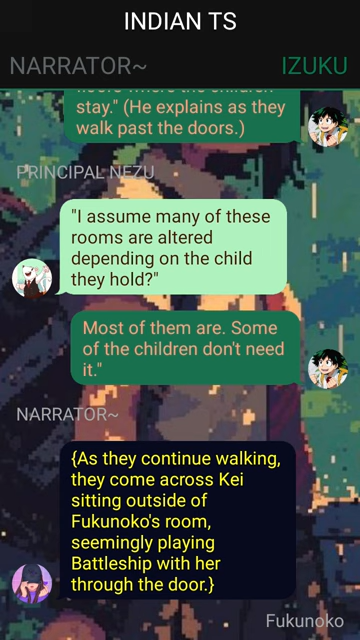 INDIAN TS
NARRATOR~ IZUKU
stay." (He explains as they
walk past the doors.)
PRINCIPAL NEZU
"I assume many of these
rooms are altered
depending on the child
they hold?"
Most of them are. Some
of the children don't need
it."
NARRATOR~
{As they continue walking,
they come across Kei
sitting outside of
Fukunoko's room,
seemingly playing
Battleship with her
through the door.}
Fukunoko